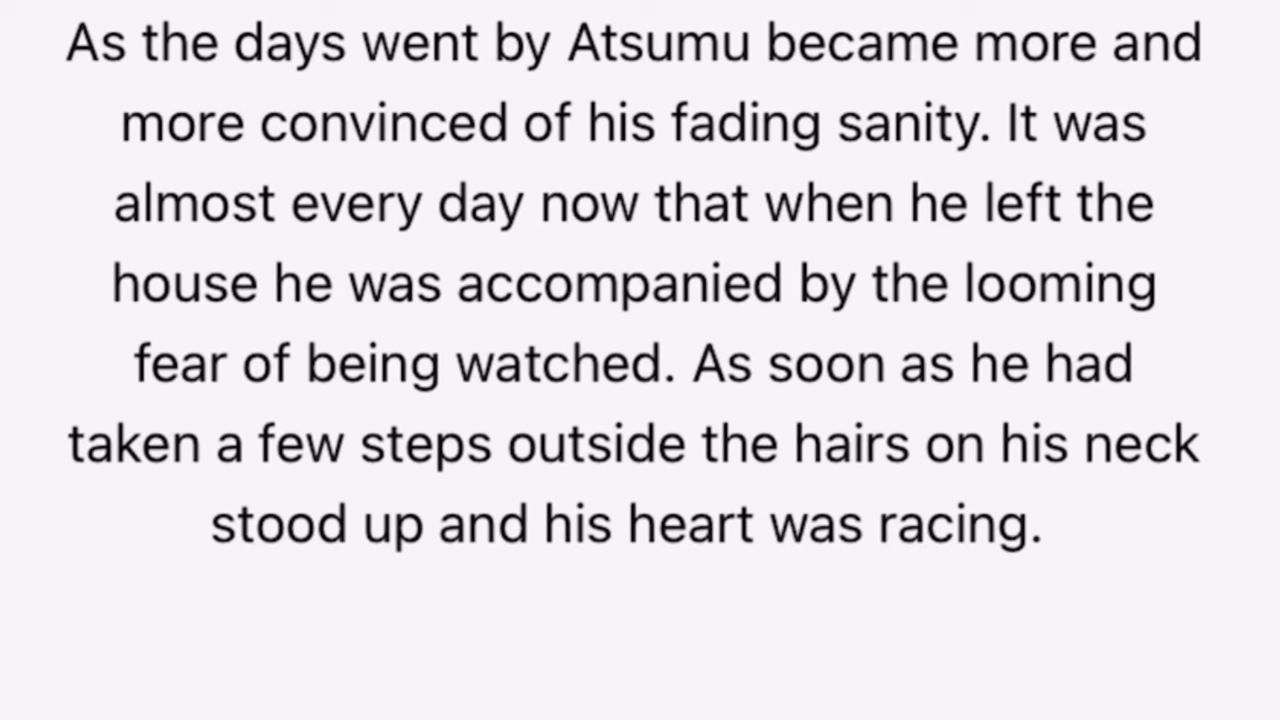 As the days went by Atsumu became more and
more convinced of his fading sanity. It was
almost every day now that when he left the
house he was accompanied by the looming
fear of being watched. As soon as he had
taken a few steps outside the hairs on his neck
stood up and his heart was racing.